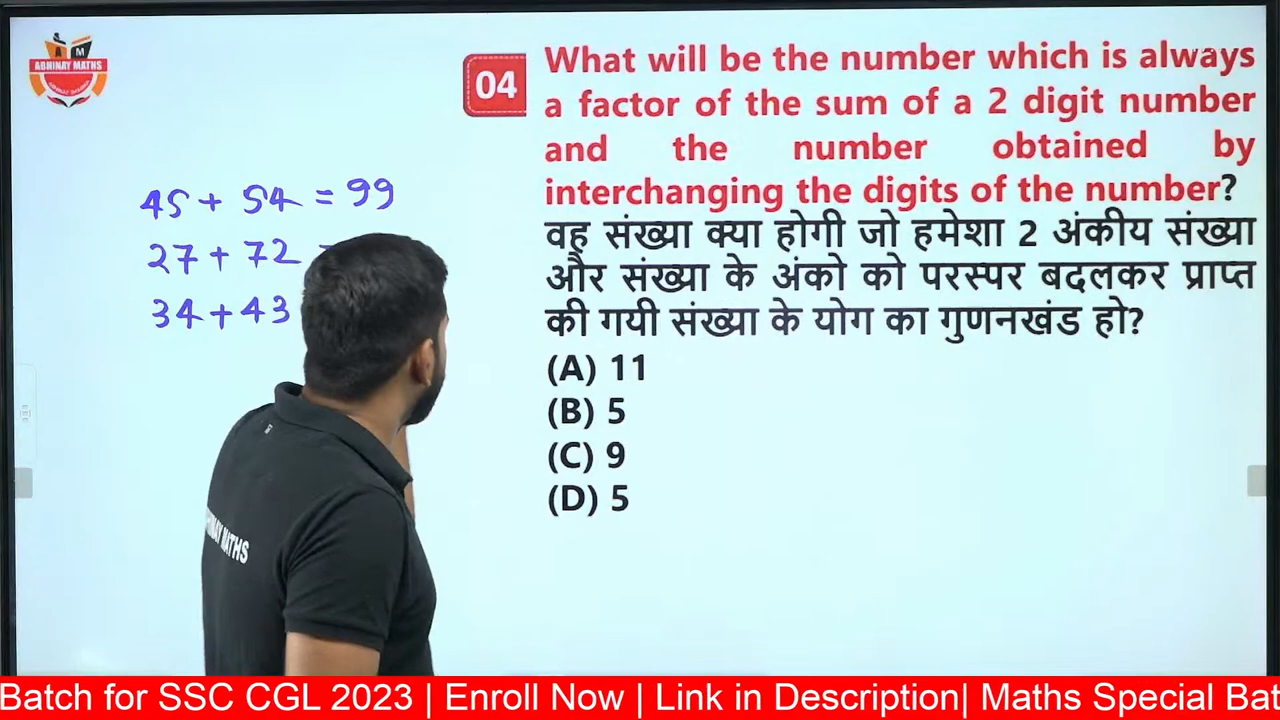 ABHINAY MATHS
04
What will be the number which is always
a factor of the sum of a 2 digit number
and the number obtained by
interchanging the digits of the number?
वह संख्या क्या होगी जो हमेशा 2 अंकीय संख्या
और संख्या के अंको को परस्पर बदलकर प्राप्त
की गयी संख्या के योग का गुणनखंड हो?
(A) 11
(B) 5
(C) 9
(D) 5
45 + 54 = 99
27 + 72
34 + 43
MATHS
Batch for SSC CGL 2023 | Enroll Now | Link in Description| Maths Special Bat